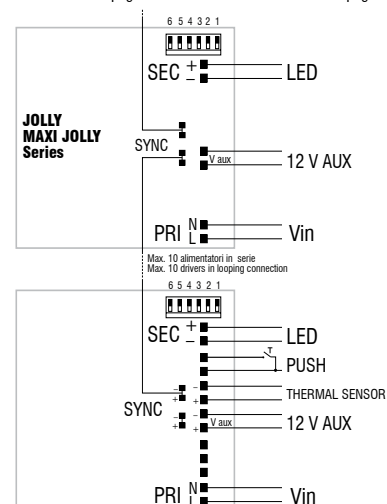 6 5 4 3 2 1
SEC + LED
–
JOLLY
MAXI JOLLY
Series
SYNC
V aux 12 V AUX
PRI N Vin
L
Max. 10 alimentatori in serie
Max. 10 drivers in looping connection
6 5 4 3 2 1
SEC + LED
–
T
PUSH
– – THERMAL SENSOR
+ +
SYNC – – V aux 12 V AUX
+ +
PRI N Vin
L